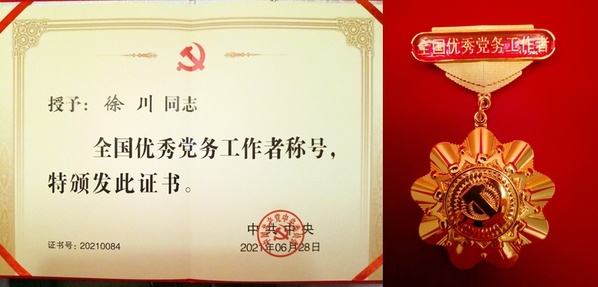 授予：徐 川 同志
全国优秀党务工作者称号，
特颁发此证书。
中共中央
2021年06月28日
证书号：20210084
全国优秀党务工作者